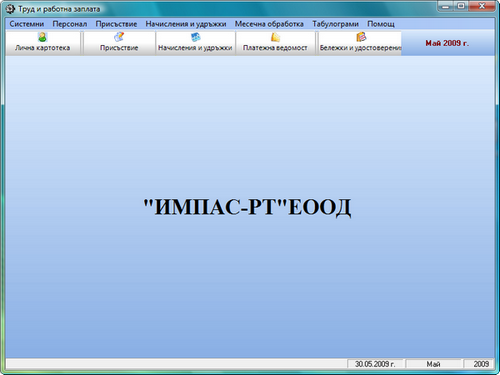 Труд и работна заплата
Системни Персонал Присъствие Начисления и удръжки Месечна обработка Табулограми Помощ
Лична картотека Присъствие Начисления и удръжки Платежна ведомост Бележки и удостоверения Май 2009 г.
"ИМПАС-РТ"ЕООД
30.05.2009 г. Май 2009